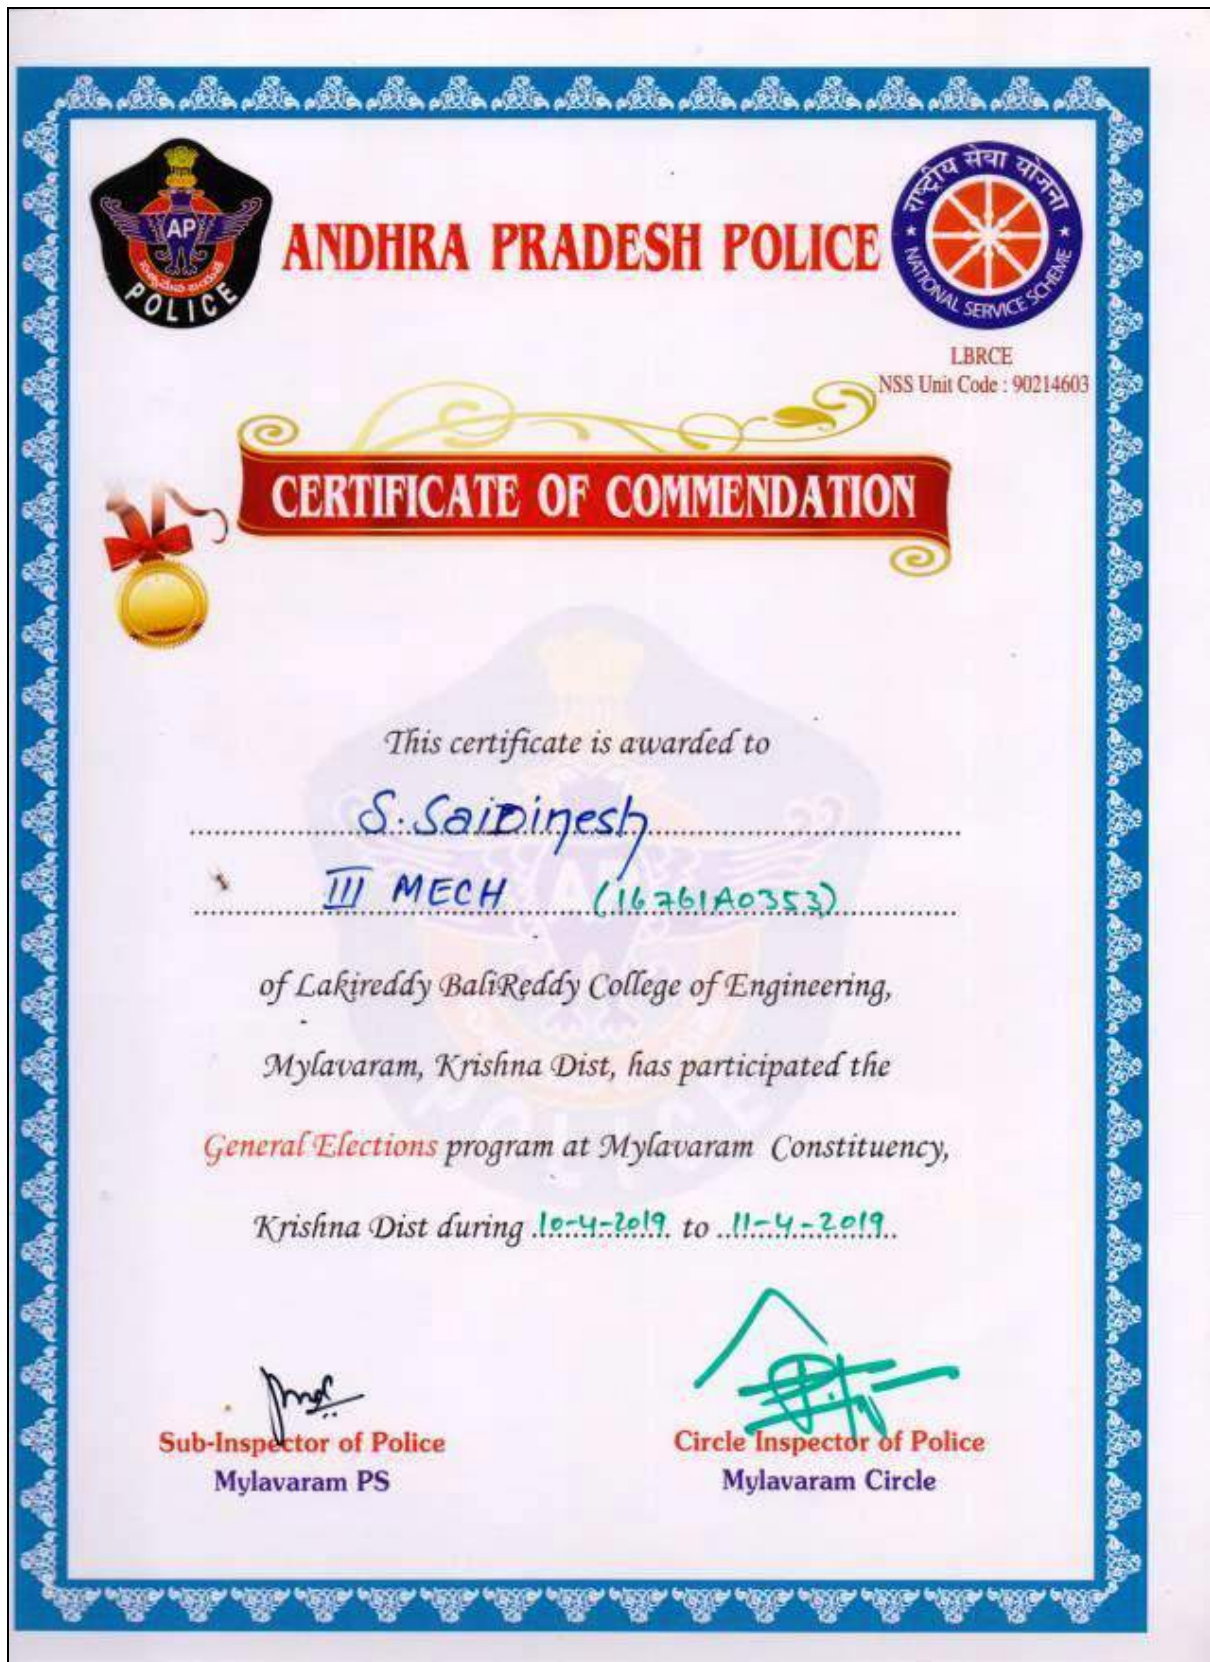 ANDHRA PRADESH POLICE
AP
POLICE
राष्ट्रीय सेवा योजना
NATIONAL SERVICE SCHEME
LBRCE
NSS Unit Code : 90214603
CERTIFICATE OF COMMENDATION
This certificate is awarded to
S. SaiDinesh
III MECH (16761A0353)
of Lakireddy BaliReddy College of Engineering,
Mylavaram, Krishna Dist, has participated the
General Elections program at Mylavaram Constituency,
Krishna Dist during 10-4-2019 to 11-4-2019
Sub-Inspector of Police
Mylavaram PS
Circle Inspector of Police
Mylavaram Circle